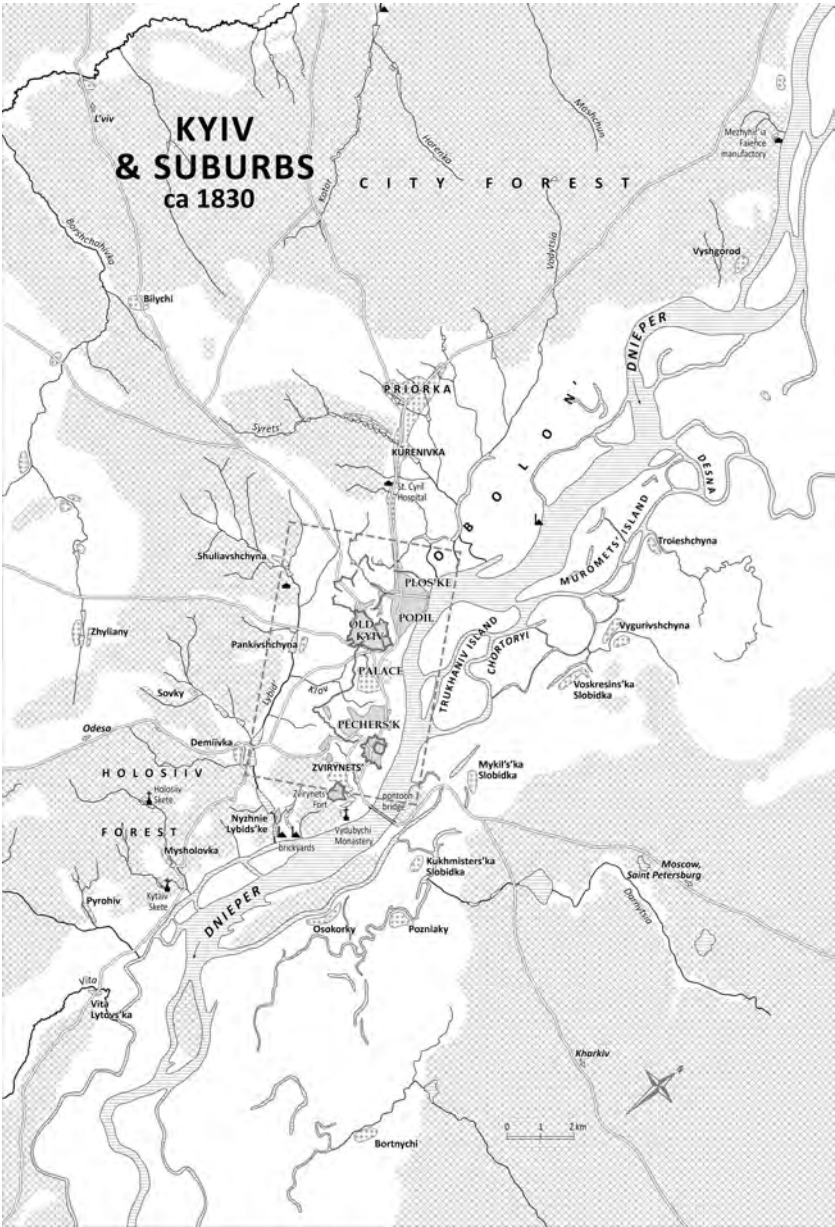 KYIV
& SUBURBS
ca 1830
L'viv
Borshchahivka
Kotor
Horenka
Moshchun
CITY FOREST
Mezhyhir'ia
Faience
manufactory
Vodytsia
Vyshgorod
Bilychi
DNIEPER
PRIORKA
Syrets'
KURENIVKA
St. Cyril
Hospital
OBOLON'
DESNA
MUROMETS' ISLAND
Troieshchyna
Shuliavshchyna
PLOS'KE
PODIL
OLD
KYIV
Zhyliany
Pankivshchyna
TRUKHANIV ISLAND
CHORTORYI
Vygurivshchyna
PALACE
Voskresins'ka
Slobidka
Sovky
Lybid'
Klov
PECHERS'K
Odesa
Demiivka
ZVIRYNETS'
Mykil's'ka
Slobidka
HOLOSIIV
FOREST
Holosiiv
Skete
Zvirynets'
Fort
pontoon
bridge
Nyzhnie
Lybids'ke
brickyards
Vydubychi
Monastery
Mysholovka
Kukhmisters'ka
Slobidka
Moscow,
Saint Petersburg
Darnytsia
Kytaiv
Skete
Pyrohiv
DNIEPER
Osokorky
Pozniaky
Vita
Vita
Lytovs'ka
Kharkiv
0 1 2 km
Bortnychi